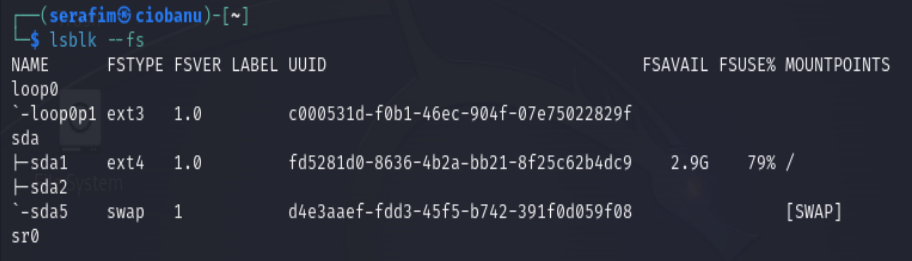 ┌──(serafim㉿ciobanu)-[~]
└─$ lsblk --fs
NAME      FSTYPE FSVER LABEL UUID                                 FSAVAIL FSUSE% MOUNTPOINTS
loop0
`-loop0p1 ext3   1.0         c000531d-f0b1-46ec-904f-07e75022829f
sda
├─sda1    ext4   1.0         fd5281d0-8636-4b2a-bb21-8f25c62b4dc9    2.9G    79% /
├─sda2
`-sda5    swap   1           d4e3aaef-fdd3-45f5-b742-391f0d059f08                [SWAP]
sr0